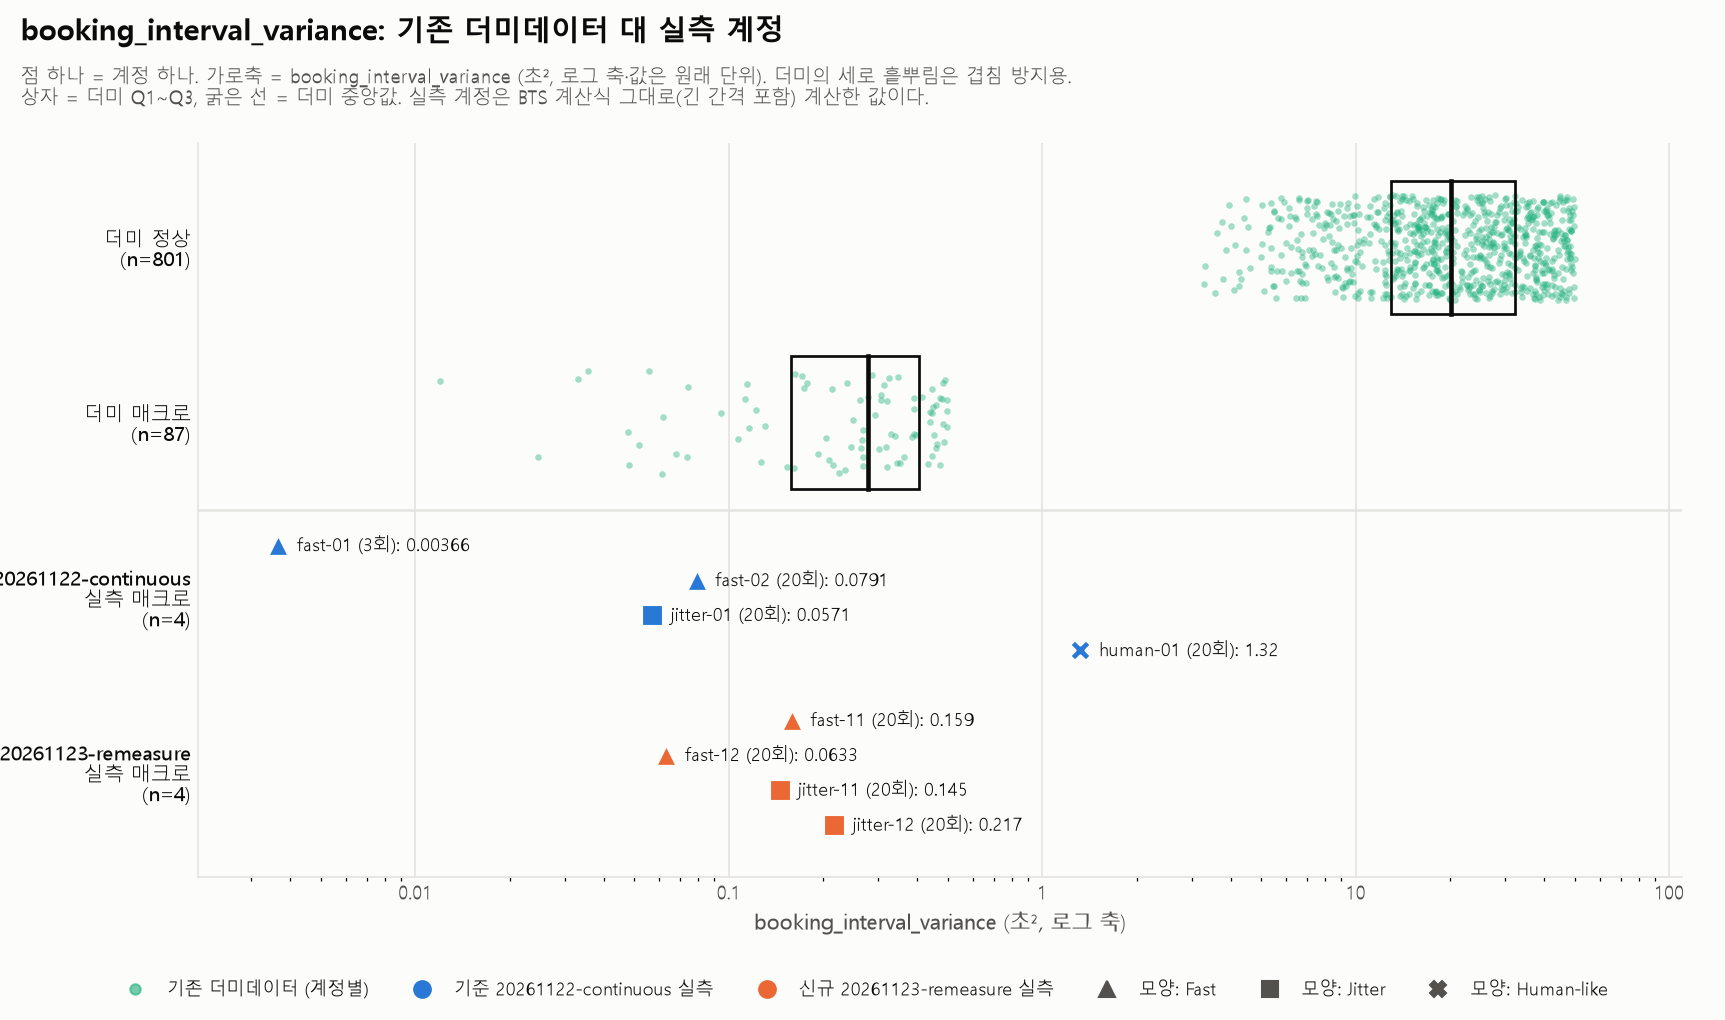 booking_interval_variance: 기존 더미데이터 대 실측 계정
점 하나 = 계정 하나. 가로축 = booking_interval_variance (초², 로그 축·값은 원래 단위). 더미의 세로 흩뿌림은 겹침 방지용.
상자 = 더미 Q1~Q3, 굵은 선 = 더미 중앙값. 실측 계정은 BTS 계산식 그대로(긴 간격 포함) 계산한 값이다.
더미 정상
(n=801)
더미 매크로
(n=87)
fast-01 (3회): 0.00366
20261122-continuous
실측 매크로
(n=4)
fast-02 (20회): 0.0791
jitter-01 (20회): 0.0571
human-01 (20회): 1.32
fast-11 (20회): 0.159
20261123-remeasure
실측 매크로
(n=4)
fast-12 (20회): 0.0633
jitter-11 (20회): 0.145
jitter-12 (20회): 0.217
0.01 0.1 1 10 100
booking_interval_variance (초², 로그 축)
기존 더미데이터 (계정별) 기준 20261122-continuous 실측 신규 20261123-remeasure 실측 모양: Fast 모양: Jitter 모양: Human-like